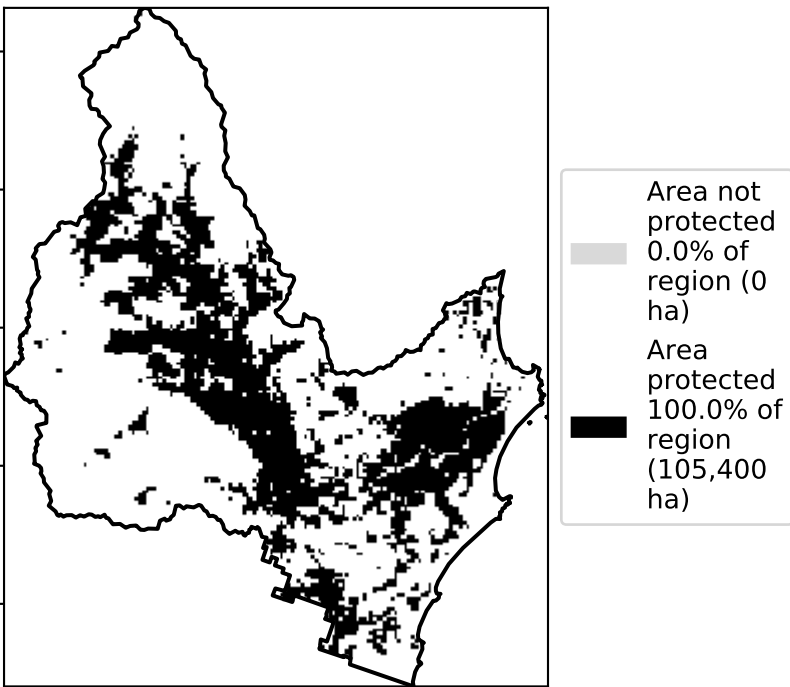 Area not
protected
0.0% of
region (0
ha)
Area
protected
100.0% of
region
(105,400
ha)